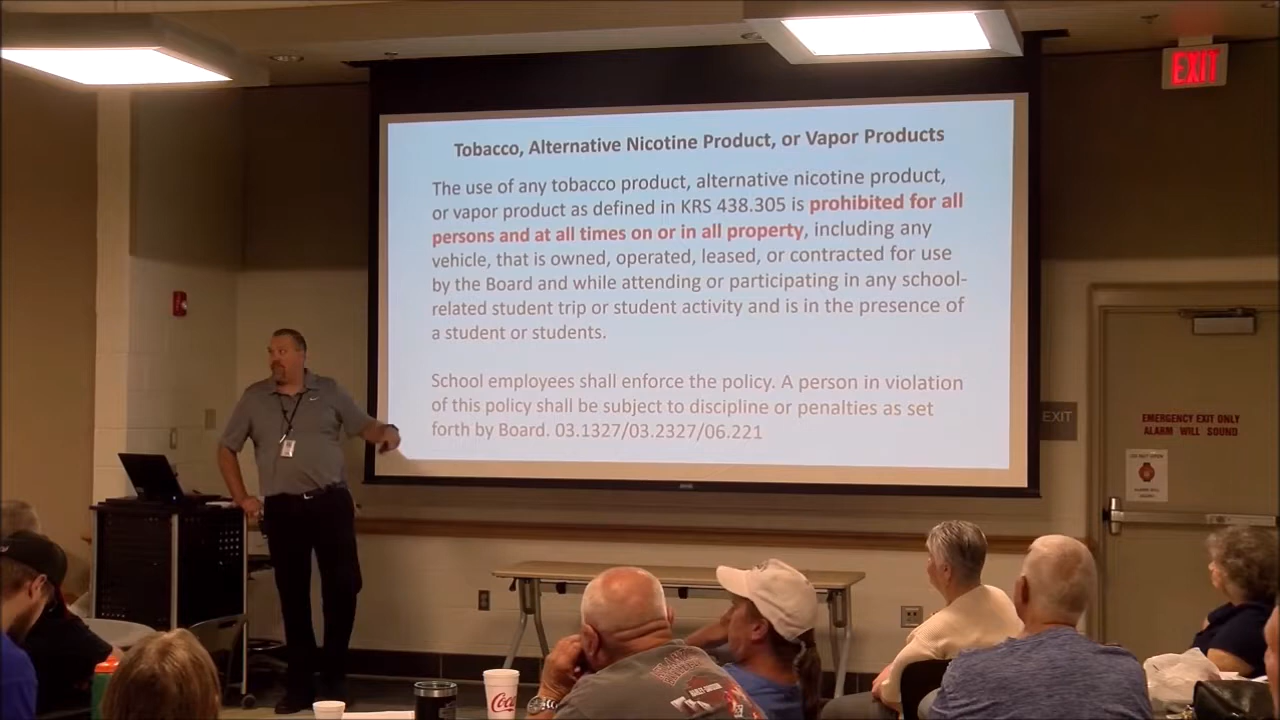 EXIT
Tobacco, Alternative Nicotine Product, or Vapor Products
The use of any tobacco product, alternative nicotine product,
or vapor product as defined in KRS 438.305 is prohibited for all
persons and at all times on or in all property, including any
vehicle, that is owned, operated, leased, or contracted for use
by the Board and while attending or participating in any school-
related student trip or student activity and is in the presence of
a student or students.
School employees shall enforce the policy. A person in violation
of this policy shall be subject to discipline or penalties as set
forth by Board. 03.1327/03.2327/06.221
EXIT
EMERGENCY EXIT ONLY
ALARM WILL SOUND
DO NOT OPEN
Coca